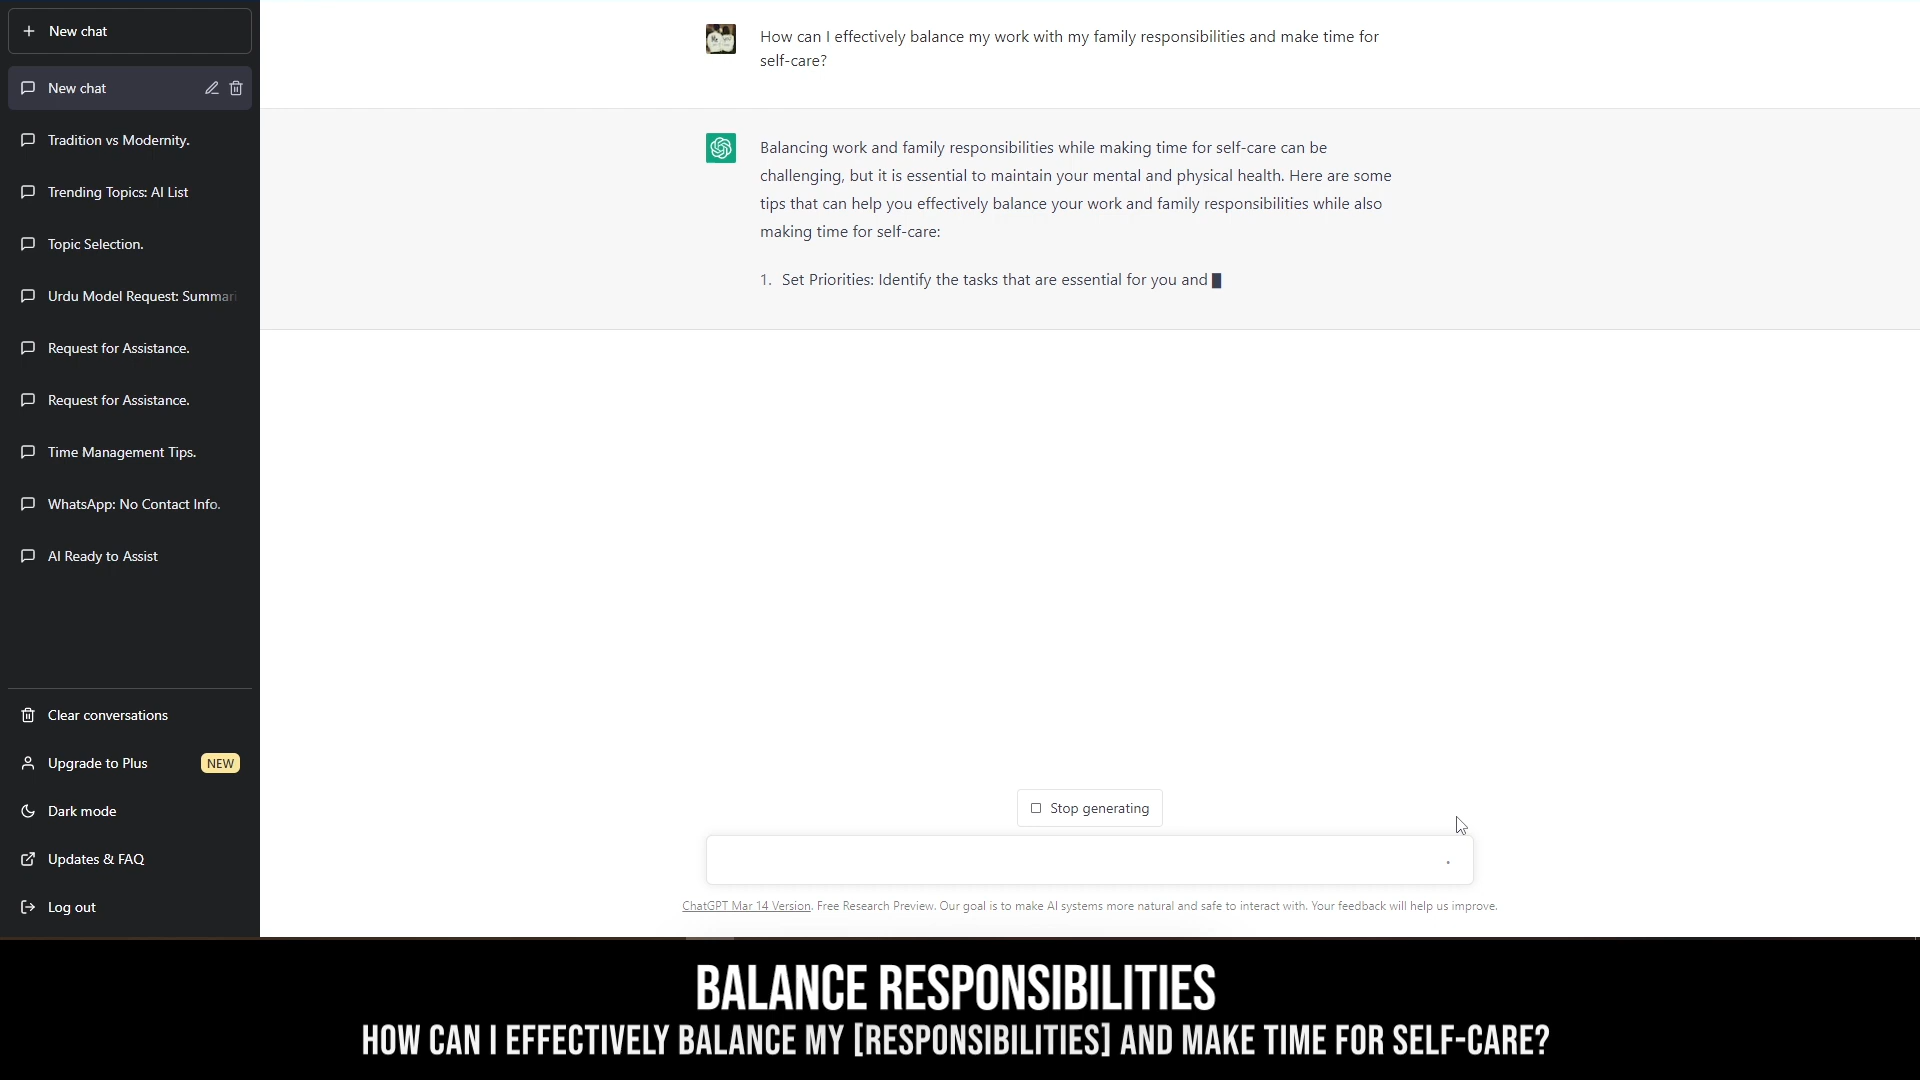 New chat
New chat
Tradition vs Modernity.
Trending Topics: AI List
Topic Selection.
Urdu Model Request: Summari
Request for Assistance.
Request for Assistance.
Time Management Tips.
WhatsApp: No Contact Info.
AI Ready to Assist
Clear conversations
Upgrade to Plus NEW
Dark mode
Updates & FAQ
Log out
How can I effectively balance my work with my family responsibilities and make time for
self-care?
Balancing work and family responsibilities while making time for self-care can be
challenging, but it is essential to maintain your mental and physical health. Here are some
tips that can help you effectively balance your work and family responsibilities while also
making time for self-care:
1. Set Priorities: Identify the tasks that are essential for you and
Stop generating
ChatGPT Mar 14 Version. Free Research Preview. Our goal is to make AI systems more natural and safe to interact with. Your feedback will help us improve.
BALANCE RESPONSIBILITIES
HOW CAN I EFFECTIVELY BALANCE MY [RESPONSIBILITIES] AND MAKE TIME FOR SELF-CARE?